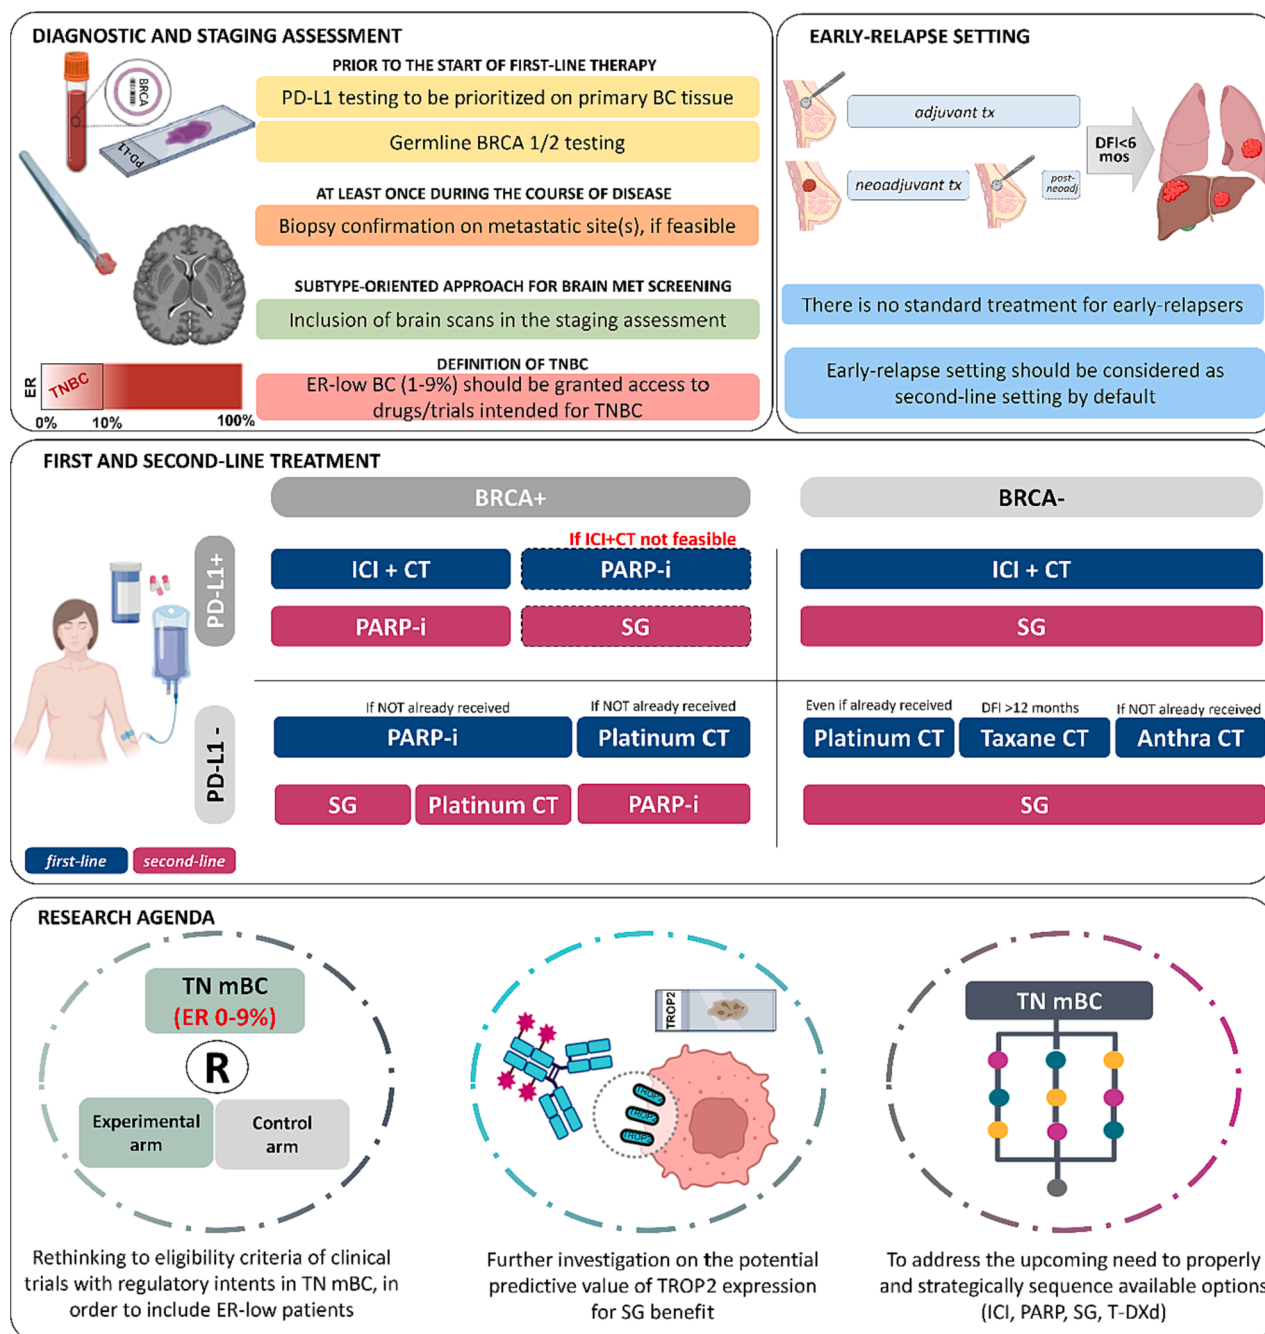 DIAGNOSTIC AND STAGING ASSESSMENT
BRCA
PD-L1
PRIOR TO THE START OF FIRST-LINE THERAPY
PD-L1 testing to be prioritized on primary BC tissue
Germline BRCA 1/2 testing
AT LEAST ONCE DURING THE COURSE OF DISEASE
Biopsy confirmation on metastatic site(s), if feasible
SUBTYPE-ORIENTED APPROACH FOR BRAIN MET SCREENING
Inclusion of brain scans in the staging assessment
DEFINITION OF TNBC
ER-low BC (1-9%) should be granted access to
drugs/trials intended for TNBC
ER
TNBC
0%
10%
100%
EARLY-RELAPSE SETTING
adjuvant tx
neoadjuvant tx
post-
neoadj
DFI<6
mos
There is no standard treatment for early-relapsers
Early-relapse setting should be considered as
second-line setting by default
FIRST AND SECOND-LINE TREATMENT
BRCA+
BRCA-
PD-L1+
If ICI+CT not feasible
ICI + CT
PARP-i
ICI + CT
PARP-i
SG
SG
PD-L1 -
If NOT already received
If NOT already received
Even if already received
DFI >12 months
If NOT already received
PARP-i
Platinum CT
Platinum CT
Taxane CT
Anthra CT
SG
Platinum CT
PARP-i
SG
first-line
second-line
RESEARCH AGENDA
TN mBC
(ER 0-9%)
R
Experimental
arm
Control
arm
Rethinking to eligibility criteria of clinical
trials with regulatory intents in TN mBC, in
order to include ER-low patients
TROP2
TROP2
TROP2
TROP2
Further investigation on the potential
predictive value of TROP2 expression
for SG benefit
TN mBC
To address the upcoming need to properly
and strategically sequence available options
(ICI, PARP, SG, T-DXd)